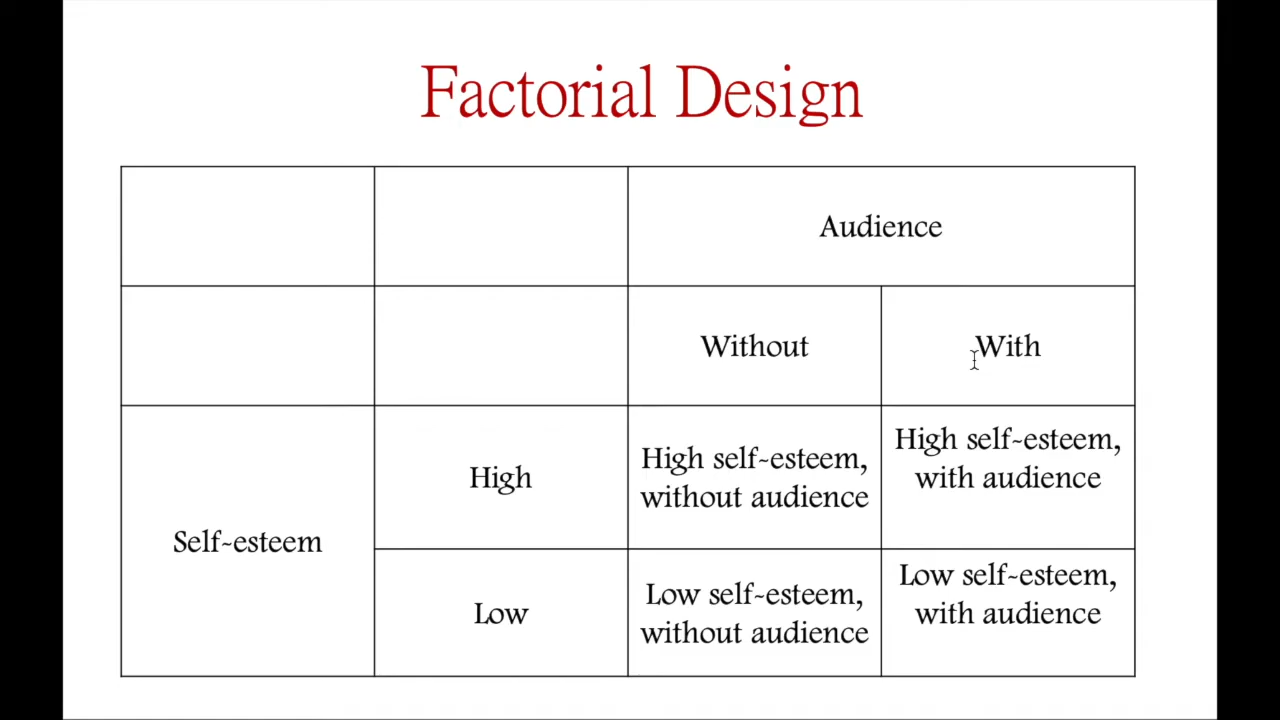 Factorial Design
Audience
Without
With
Self-esteem
High
High self-esteem,
without audience
High self-esteem,
with audience
Low
Low self-esteem,
without audience
Low self-esteem,
with audience